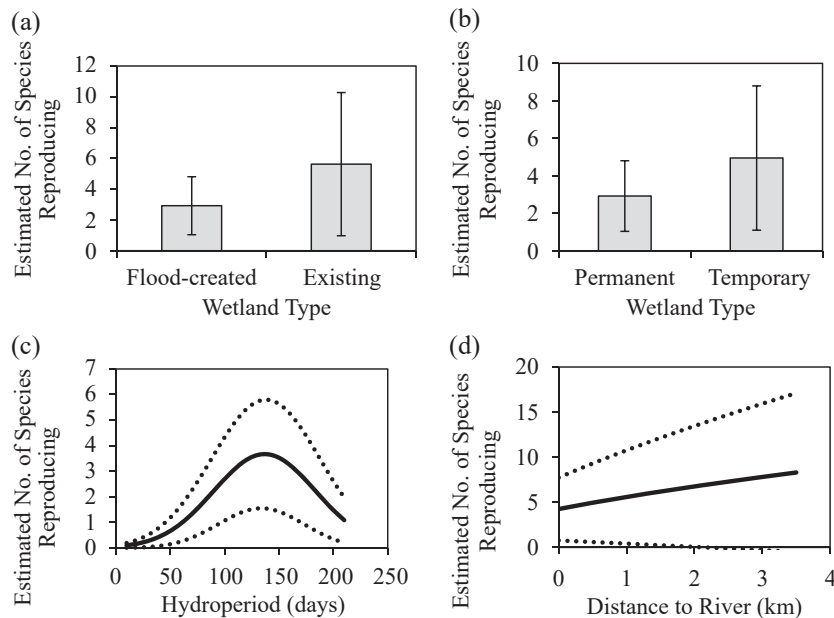 (a)
Estimated No. of Species
Reproducing
12
10
8
6
4
2
0
Flood-created Existing
Wetland Type
(b)
Estimated No. of Species
Reproducing
10
8
6
4
2
0
Permanent Temporary
Wetland Type
(c)
Estimated No. of Species
Reproducing
7
6
5
4
3
2
1
0
0 50 100 150 200 250
Hydroperiod (days)
(d)
Estimated No. of Species
Reproducing
20
15
10
5
0
0 1 2 3 4
Distance to River (km)